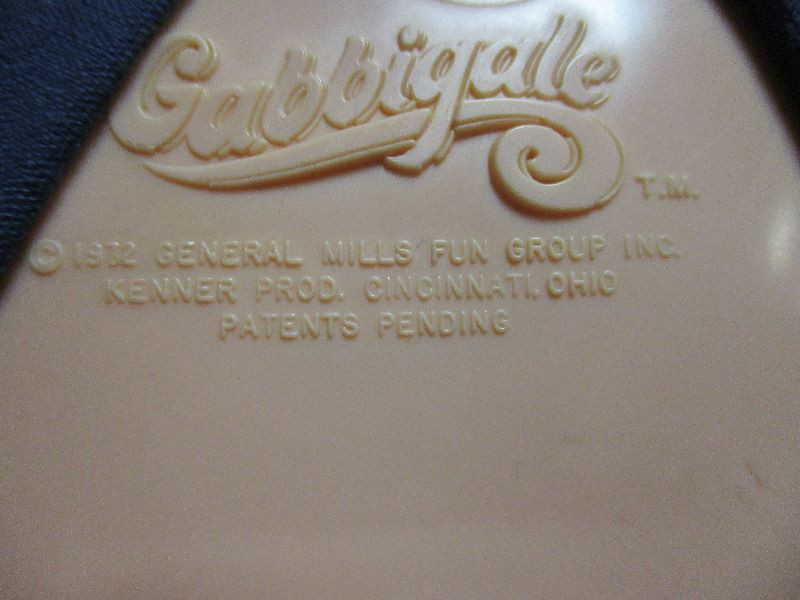 Gabbigale T.M.
© 1972 GENERAL MILLS FUN GROUP INC.
KENNER PROD. CINCINNATI, OHIO
PATENTS PENDING